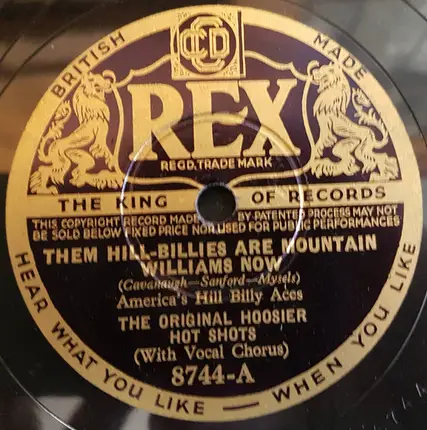 BRITISH MADE
CCD
REX
REGD. TRADE MARK.
THE KING OF RECORDS
THIS COPYRIGHT RECORD MADE BY PATENTED PROCESS MAY NOT
BE SOLD BELOW FIXED PRICE NOR USED FOR PUBLIC PERFORMANCES
THEM HILL-BILLIES ARE MOUNTAIN
WILLIAMS NOW
(Cavanaugh—Sanford—Mysels)
America's Hill Billy Aces
THE ORIGINAL HOOSIER
HOT SHOTS
(With Vocal Chorus)
8744-A
HEAR WHAT YOU LIKE — WHEN YOU LIKE